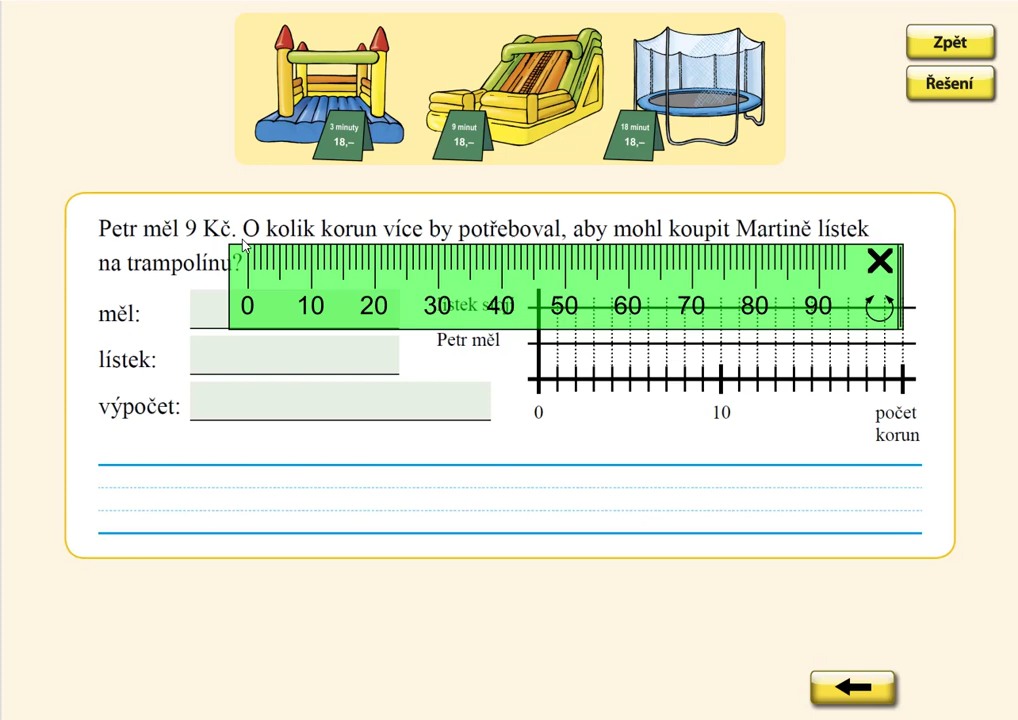 Zpět
Řešení
3 minuty
18,–
9 minut
18,–
18 minut
18,–
Petr měl 9 Kč. O kolik korun více by potřeboval, aby mohl koupit Martině lístek
na trampolínu?
0 10 20 30 40 50 60 70 80 90
měl:
lístek
Petr měl
lístek:
výpočet:
0 10 počet
korun